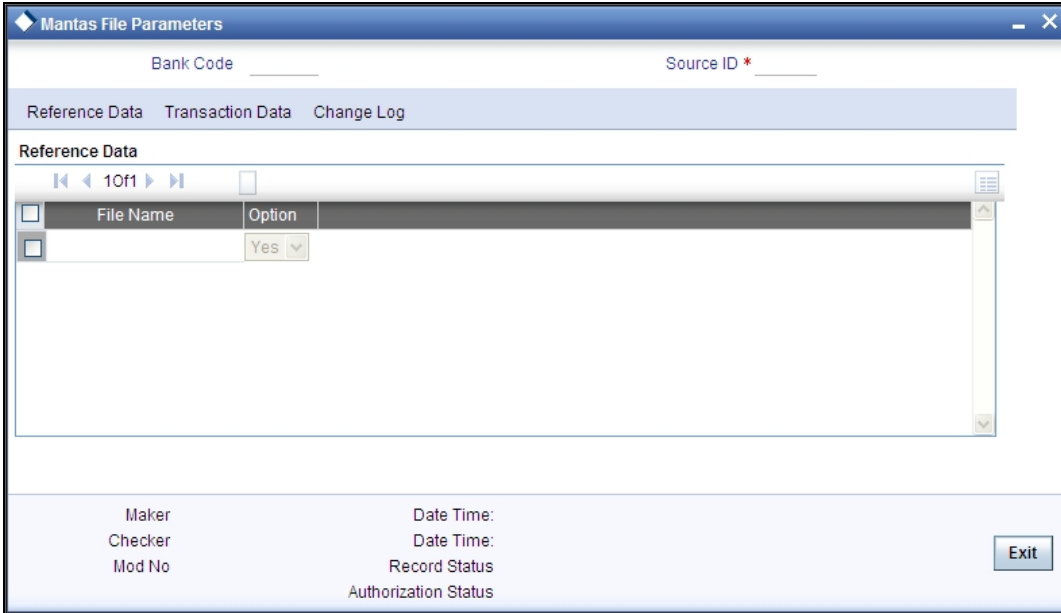 Mantas File Parameters
Bank Code Source ID *
Reference Data Transaction Data Change Log
Reference Data
1Of1
File Name Option
Yes
Maker Date Time:
Checker Date Time:
Mod No Record Status
Authorization Status
Exit